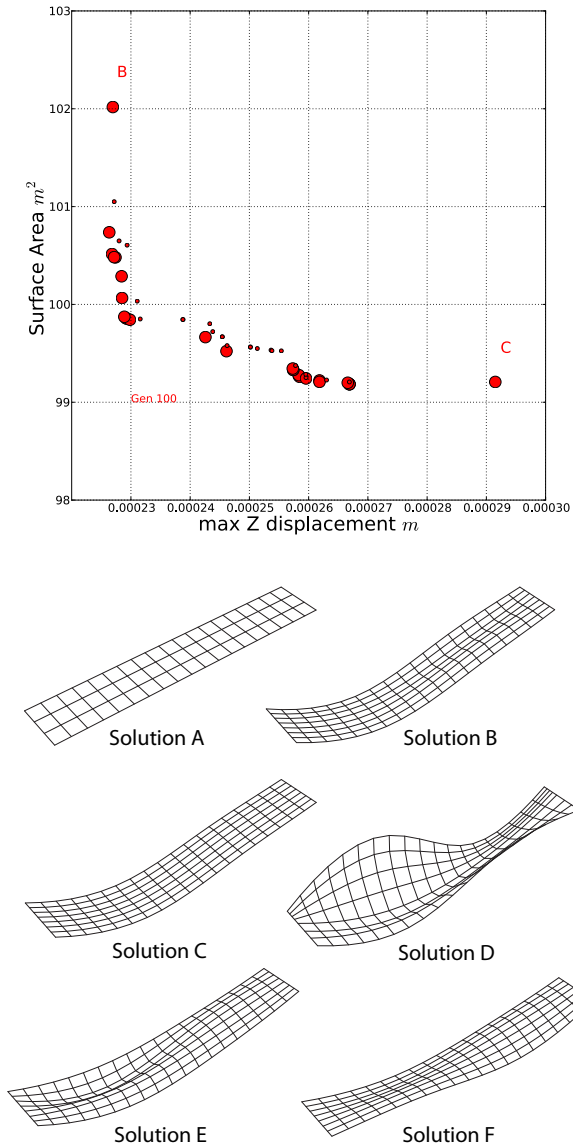 103
B
102
101
100
C
99
Gen 100
98
0.00023 0.00024 0.00025 0.00026 0.00027 0.00028 0.00029 0.00030
max Z displacement m
Surface Area m²
Solution A
Solution B
Solution C
Solution D
Solution E
Solution F